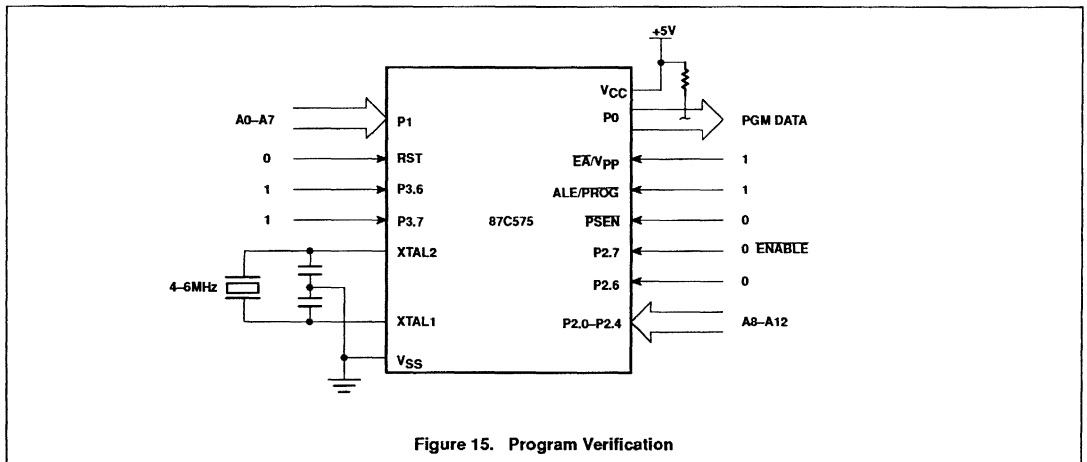 +5V
VCC
A0–A7
P1
P0
PGM DATA
0
RST
EA/VPP
1
1
P3.6
ALE/PROG
1
1
P3.7
87C575
PSEN
0
XTAL2
P2.7
0 ENABLE
4–6MHz
P2.6
0
XTAL1
P2.0–P2.4
A8–A12
VSS
Figure 15. Program Verification